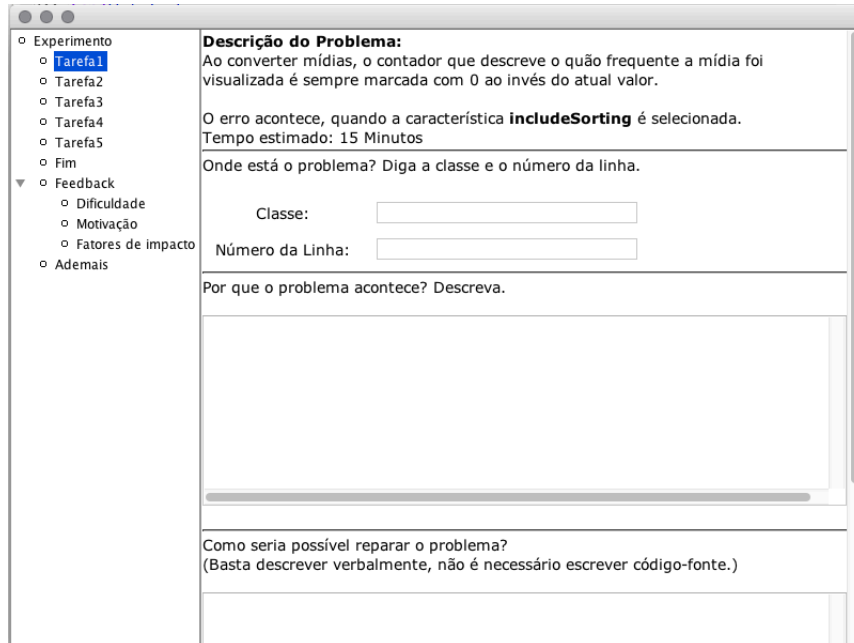 Experimento
Tarefa1
Tarefa2
Tarefa3
Tarefa4
Tarefa5
Fim
Feedback
Dificuldade
Motivação
Fatores de impacto
Ademais
Descrição do Problema:
Ao converter mídias, o contador que descreve o quão frequente a mídia foi
visualizada é sempre marcada com 0 ao invés do atual valor.
O erro acontece, quando a característica includeSorting é selecionada.
Tempo estimado: 15 Minutos
Onde está o problema? Diga a classe e o número da linha.
Classe:
Número da Linha:
Por que o problema acontece? Descreva.
Como seria possível reparar o problema?
(Basta descrever verbalmente, não é necessário escrever código-fonte.)